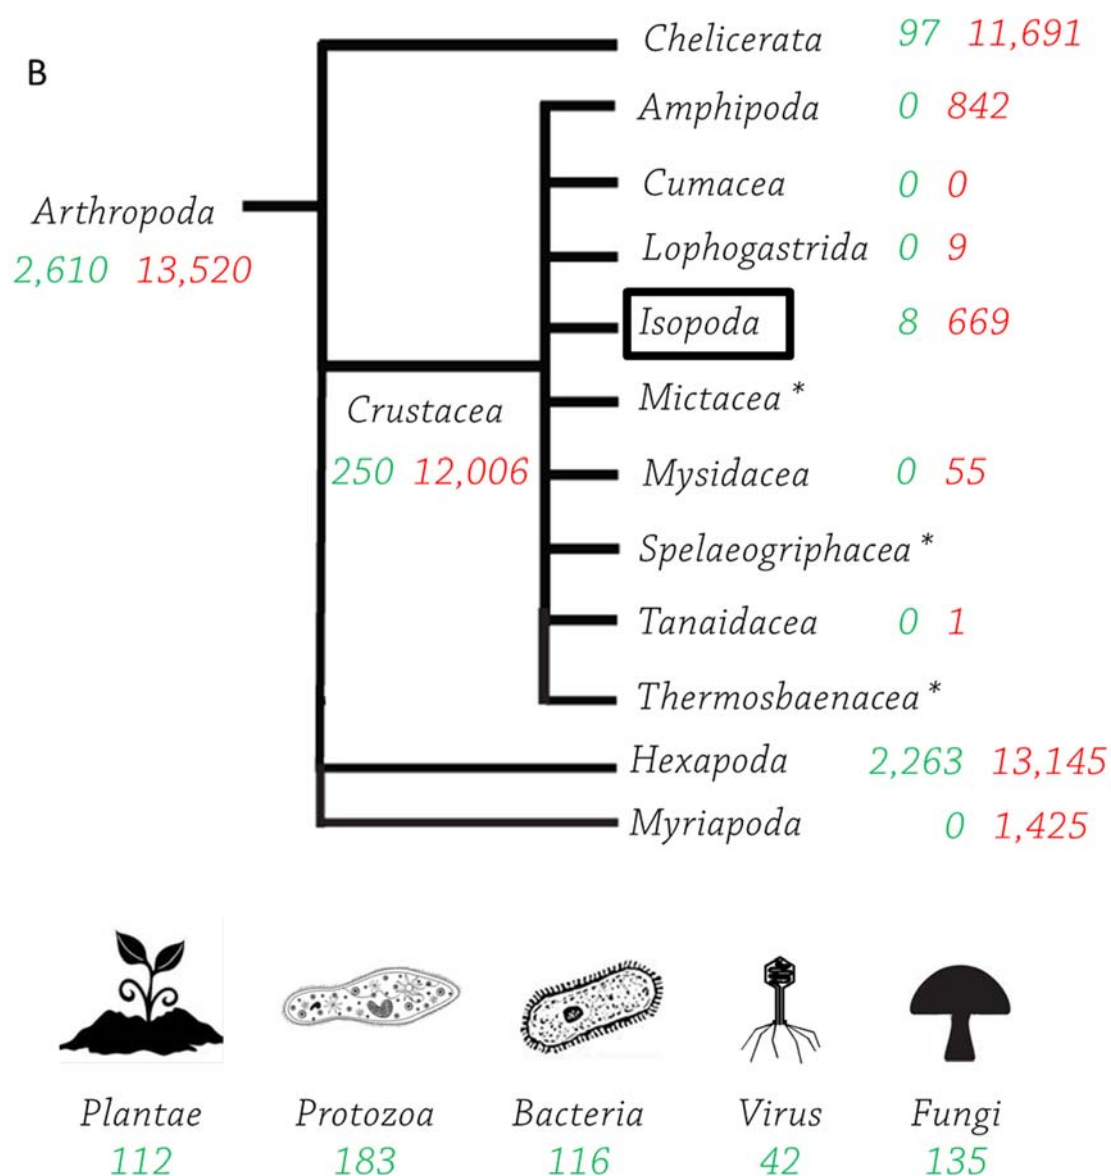 B
Chelicerata 97 11,691
Amphipoda 0 842
Cumacea 0 0
Arthropoda
2,610 13,520
Lophogastrida 0 9
Isopoda 8 669
Mictacea *
Crustacea
250 12,006
Mysidacea 0 55
Spelaeogriphacea *
Tanaidacea 0 1
Thermosbaenacea *
Hexapoda 2,263 13,145
Myriapoda 0 1,425
Plantae Protozoa Bacteria Virus Fungi
112 183 116 42 135